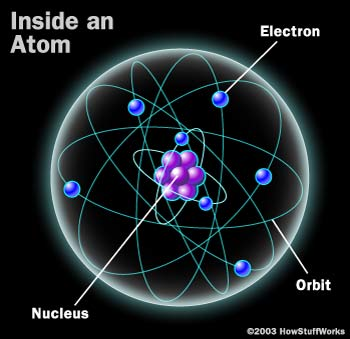 Inside an
Atom
Electron
Orbit
Nucleus
©2003 HowStuffWorks